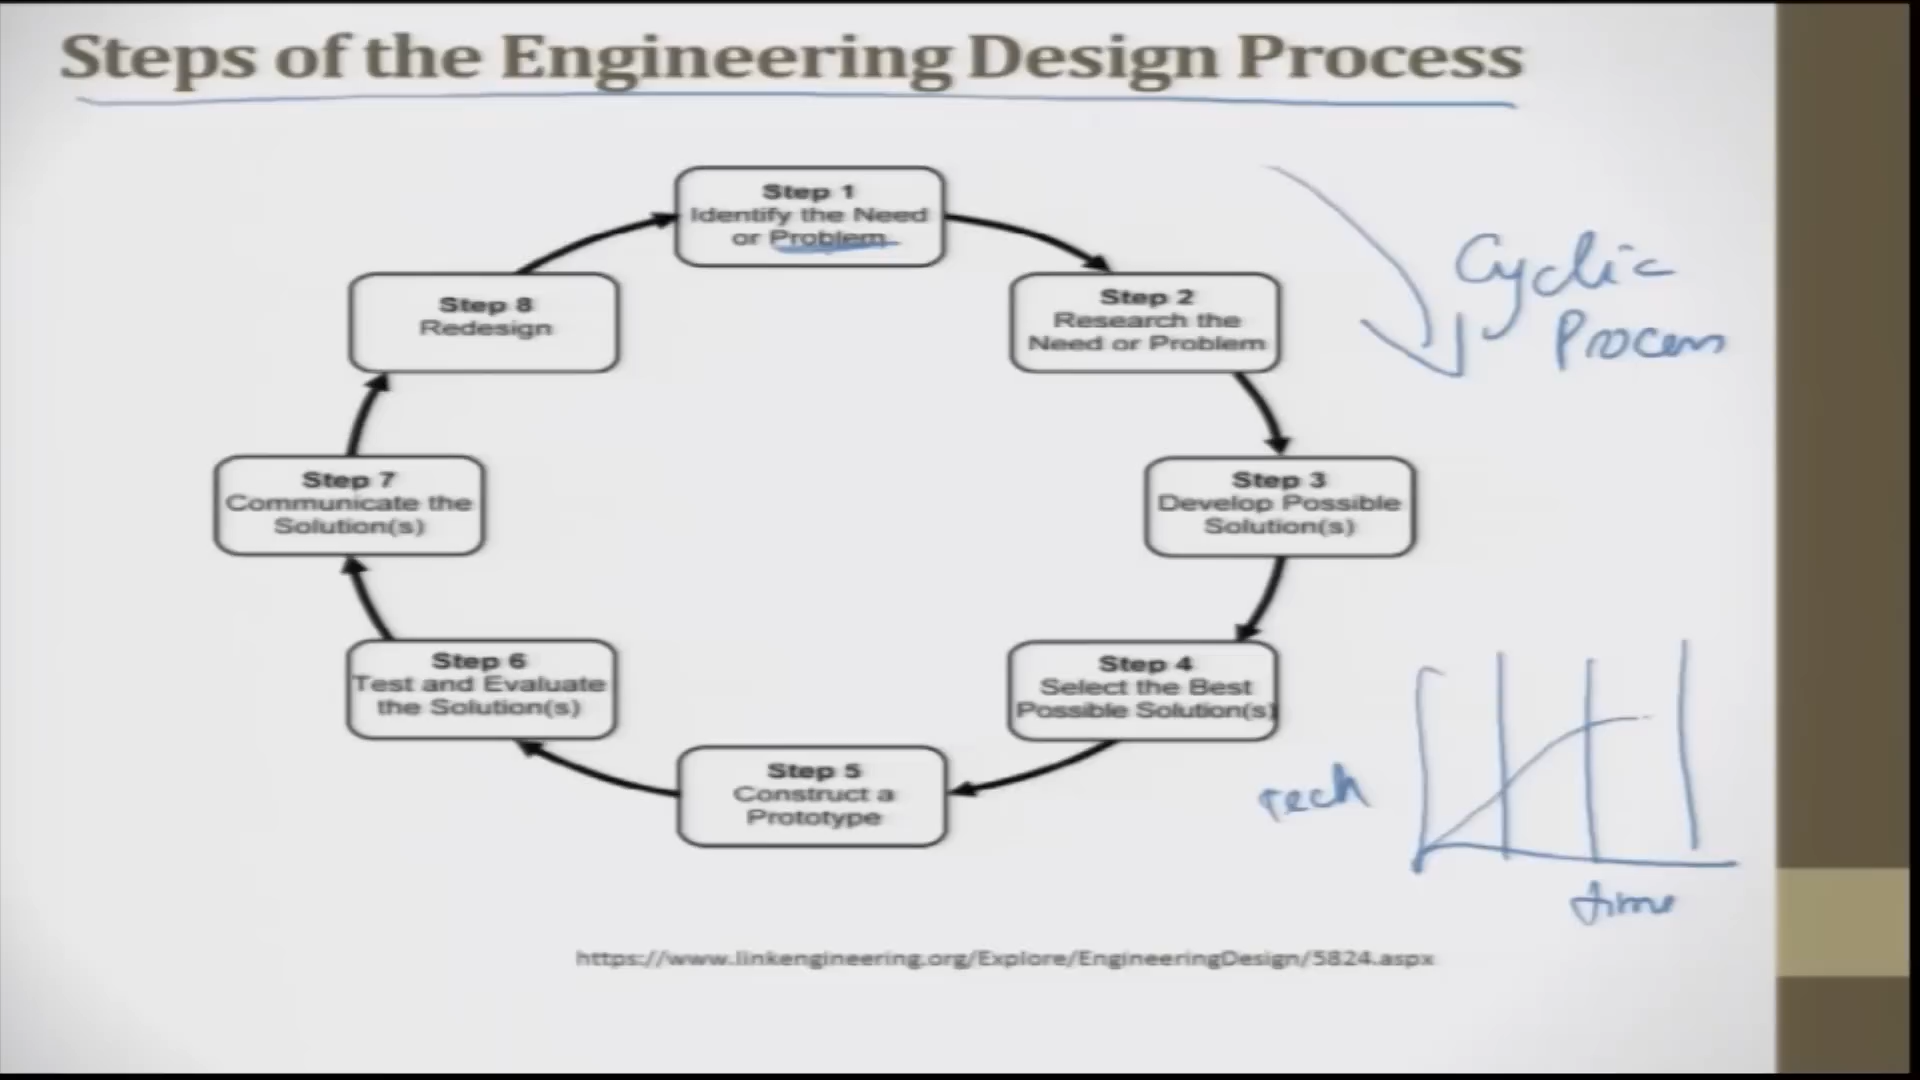 Steps of the Engineering Design Process
Step 1
Identify the Need
or Problem
Step 2
Research the
Need or Problem
Step 3
Develop Possible
Solution(s)
Step 4
Select the Best
Possible Solution(s)
Step 5
Construct a
Prototype
Step 6
Test and Evaluate
the Solution(s)
Step 7
Communicate the
Solution(s)
Step 8
Redesign
Cyclic
Process
Tech
time
https://www.linkengineering.org/Explore/EngineeringDesign/5824.aspx